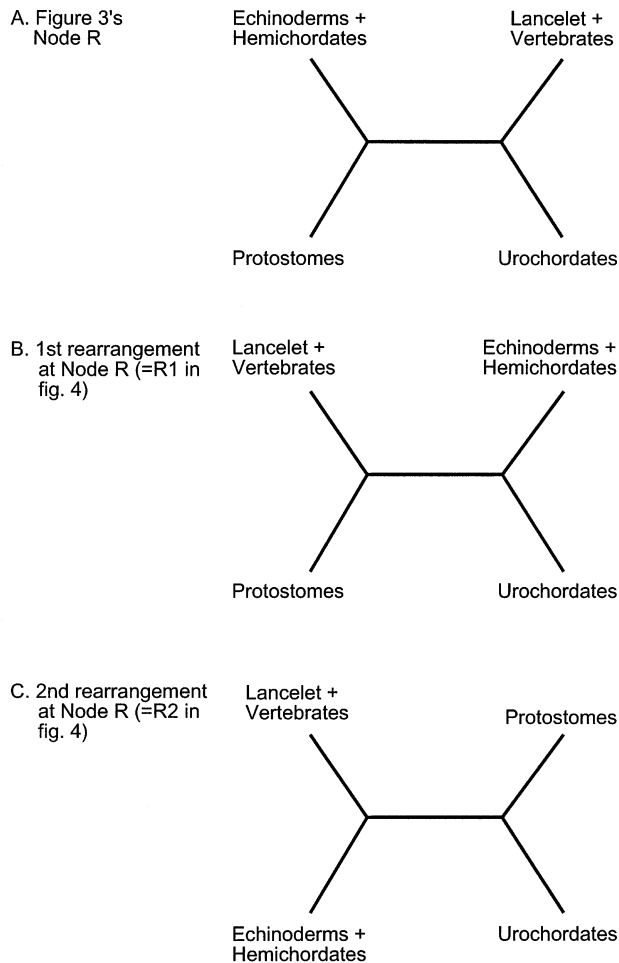 A. Figure 3's
Node R
Echinoderms +
Hemichordates
Lancelet +
Vertebrates
Protostomes
Urochordates
B. 1st rearrangement
at Node R (=R1 in
fig. 4)
Lancelet +
Vertebrates
Echinoderms +
Hemichordates
Protostomes
Urochordates
C. 2nd rearrangement
at Node R (=R2 in
fig. 4)
Lancelet +
Vertebrates
Protostomes
Echinoderms +
Hemichordates
Urochordates